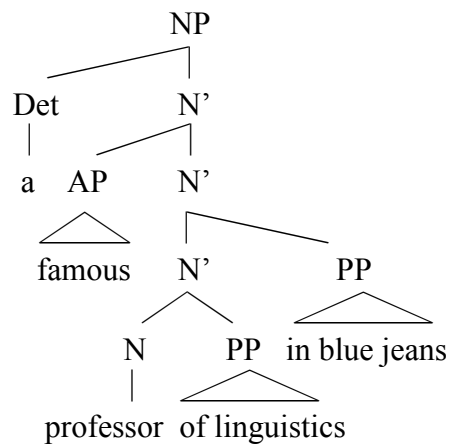 NP
Det N’
a AP N’
famous N’ PP
N PP in blue jeans
professor of linguistics